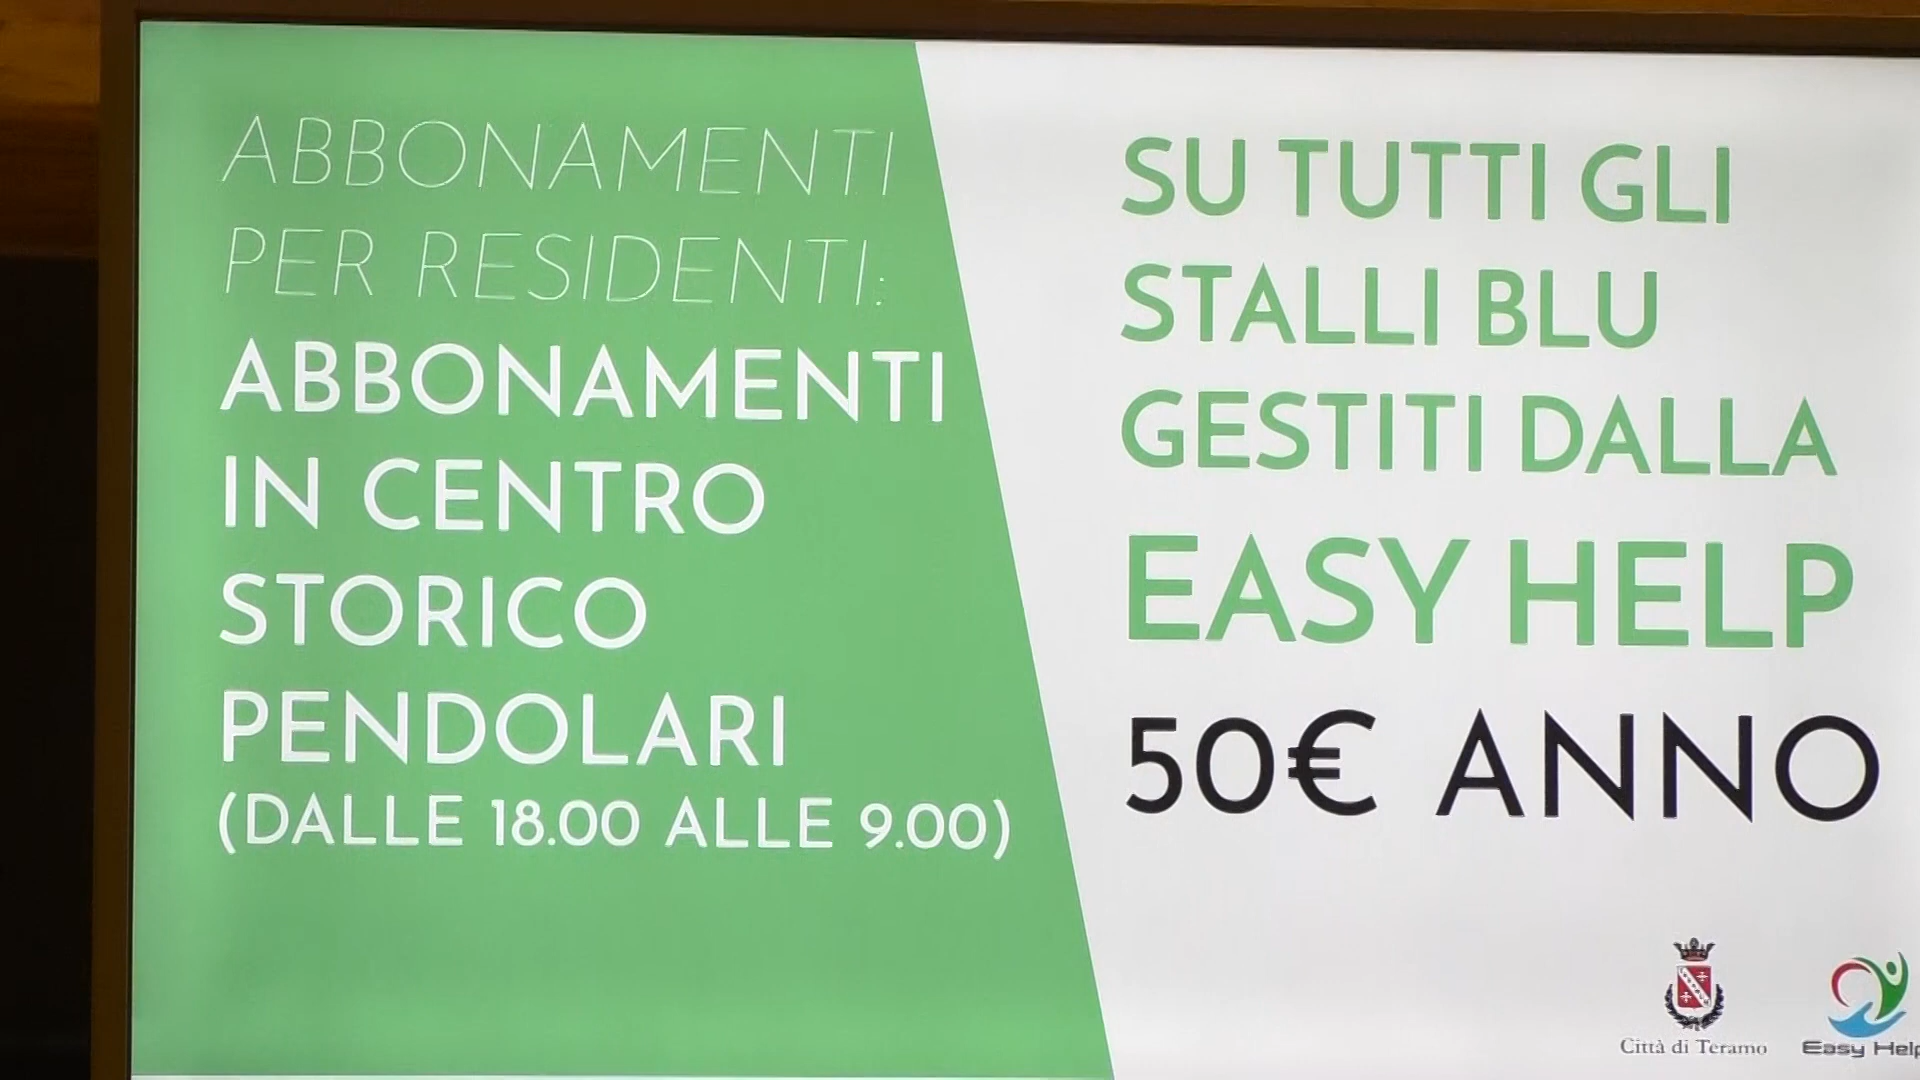 ABBONAMENTI
PER RESIDENTI:
ABBONAMENTI
IN CENTRO
STORICO
PENDOLARI
(DALLE 18.00 ALLE 9.00)
SU TUTTI GLI
STALLI BLU
GESTITI DALLA
EASY HELP
50€ ANNO
Città di Teramo
Easy Help